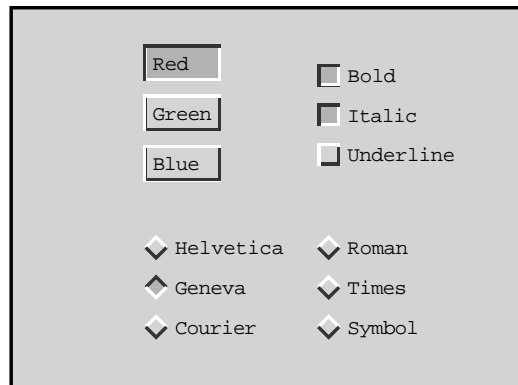 Red
Green
Blue
Bold
Italic
Underline
Helvetica
Geneva
Courier
Roman
Times
Symbol